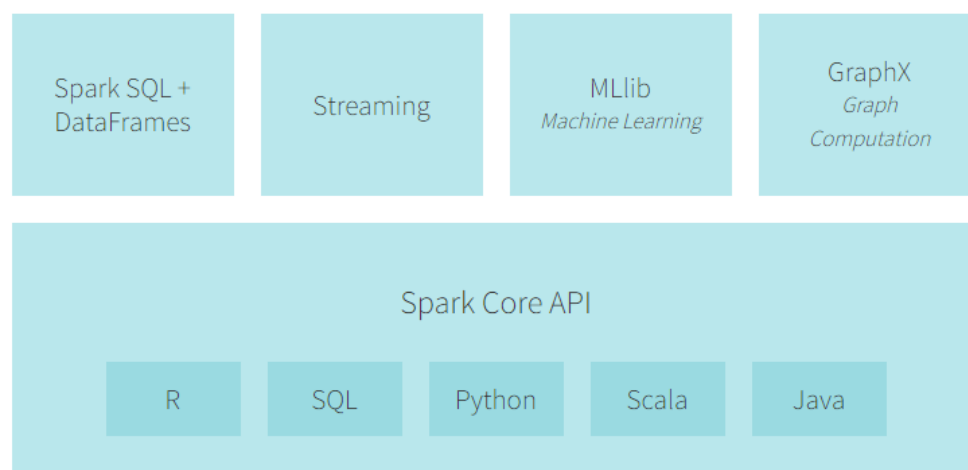 Spark SQL +
DataFrames
Streaming
MLlib
Machine Learning
GraphX
Graph
Computation
Spark Core API
R
SQL
Python
Scala
Java